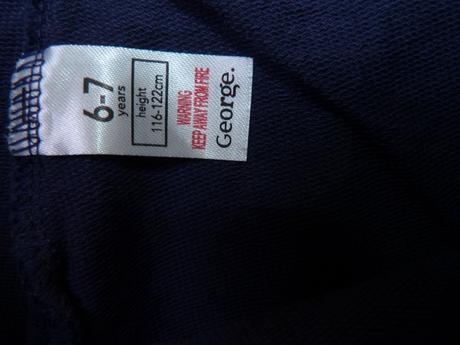 6-7
years
height
116-122cm
WARNING
KEEP AWAY FROM FIRE
George.